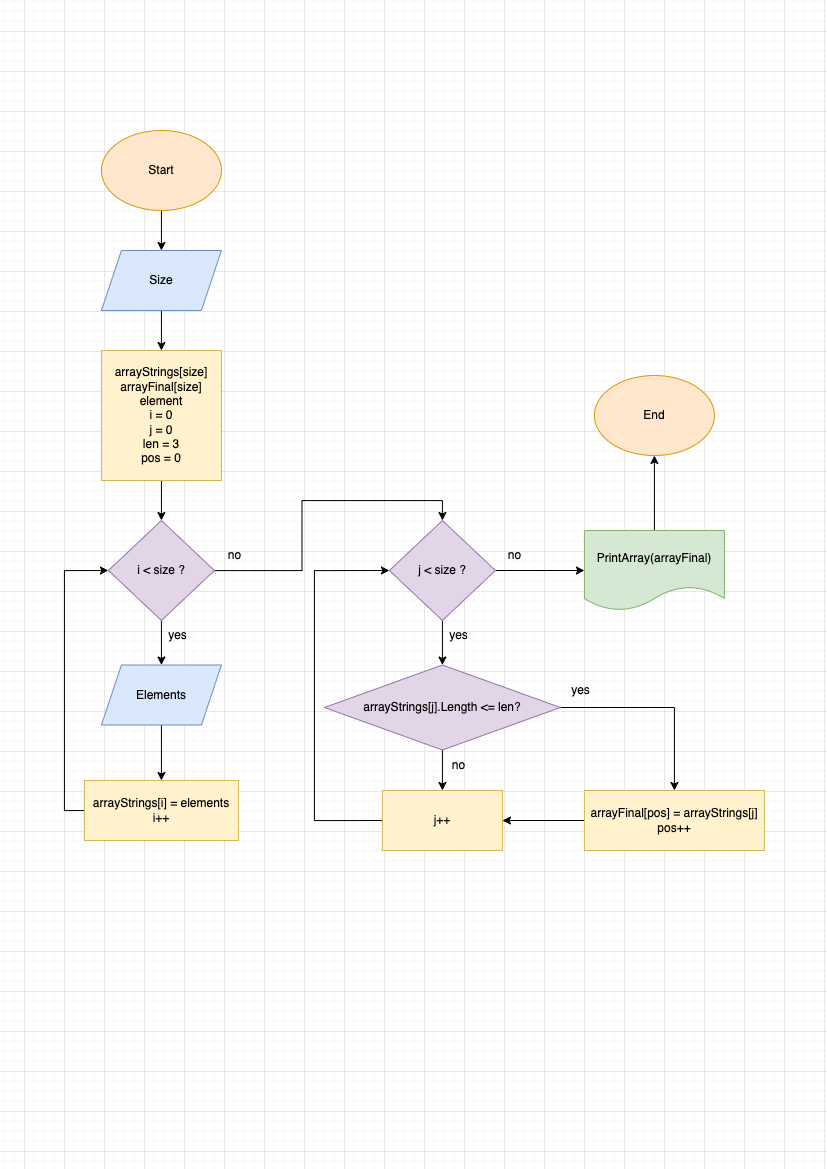 Start
Size
arrayStrings[size]
arrayFinal[size]
element
i = 0
j = 0
len = 3
pos = 0
i < size ?
no
yes
Elements
arrayStrings[i] = elements
i++
j < size ?
no
yes
arrayStrings[j].Length <= len?
yes
no
j++
arrayFinal[pos] = arrayStrings[j]
pos++
PrintArray(arrayFinal)
End